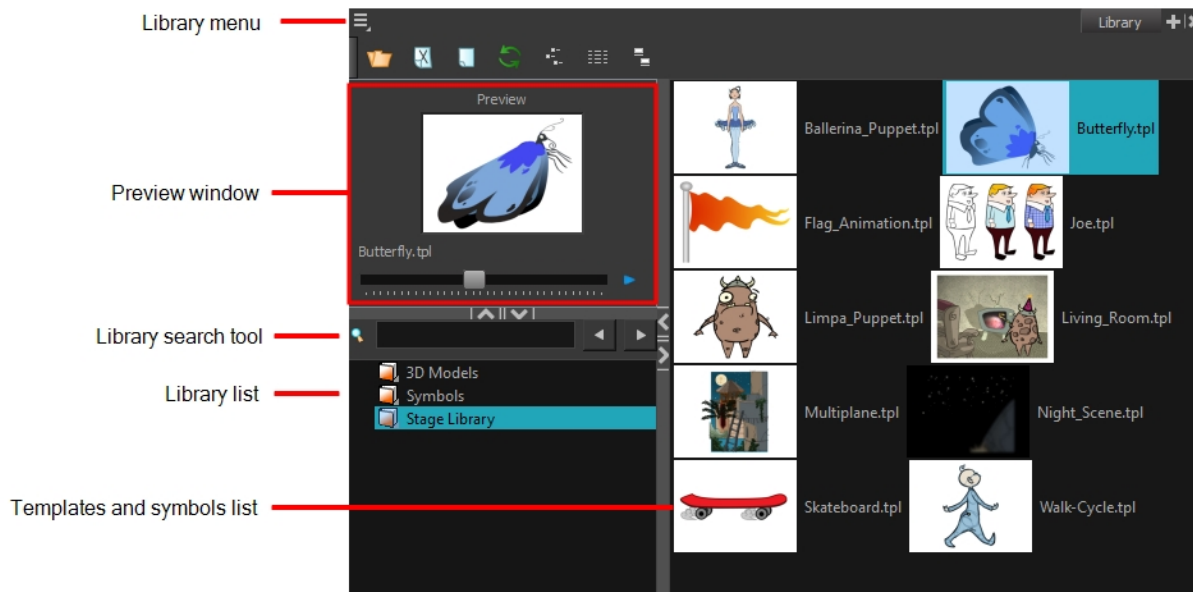 Library menu
Library
Preview
Ballerina_Puppet.tpl
Butterfly.tpl
Preview window
Butterfly.tpl
Flag_Animation.tpl
Joe.tpl
Library search tool
Limpa_Puppet.tpl
Living_Room.tpl
Library list
3D Models
Symbols
Stage Library
Multiplane.tpl
Night_Scene.tpl
Templates and symbols list
Skateboard.tpl
Walk-Cycle.tpl